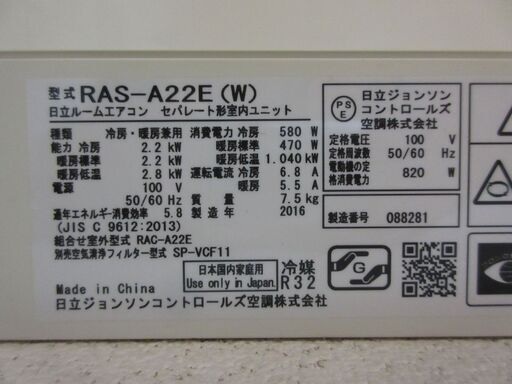 型式 RAS-A22E(W)
日立ルームエアコン セパレート形室内ユニット
種類 冷房・暖房兼用 消費電力 冷房 580 W
能力 冷房 2.2 kW 暖房標準 470 W
暖房標準 2.2 kW 暖房低温 1.040 kW
暖房低温 2.8 kW 運転電流 冷房 6.8 A
電源 100 V 暖房 5.5 A
50/60 Hz 質量 7.5 kg
通年エネルギー消費効率 5.8 製造年 2016
(JIS C 9612:2013)
組合せ室外型式 RAC-A22E
別売空気清浄フィルター型式 SP-VCF11
Made in China
日本国内家庭用
Use only in Japan
冷媒
R32
日立ジョンソンコントロールズ空調株式会社
PS
E
日立ジョンソン
コントロールズ
空調株式会社
定格電圧 100 V
定格周波数 50/60 Hz
電動機の定格消費電力 820 W
製造番号 088281
G